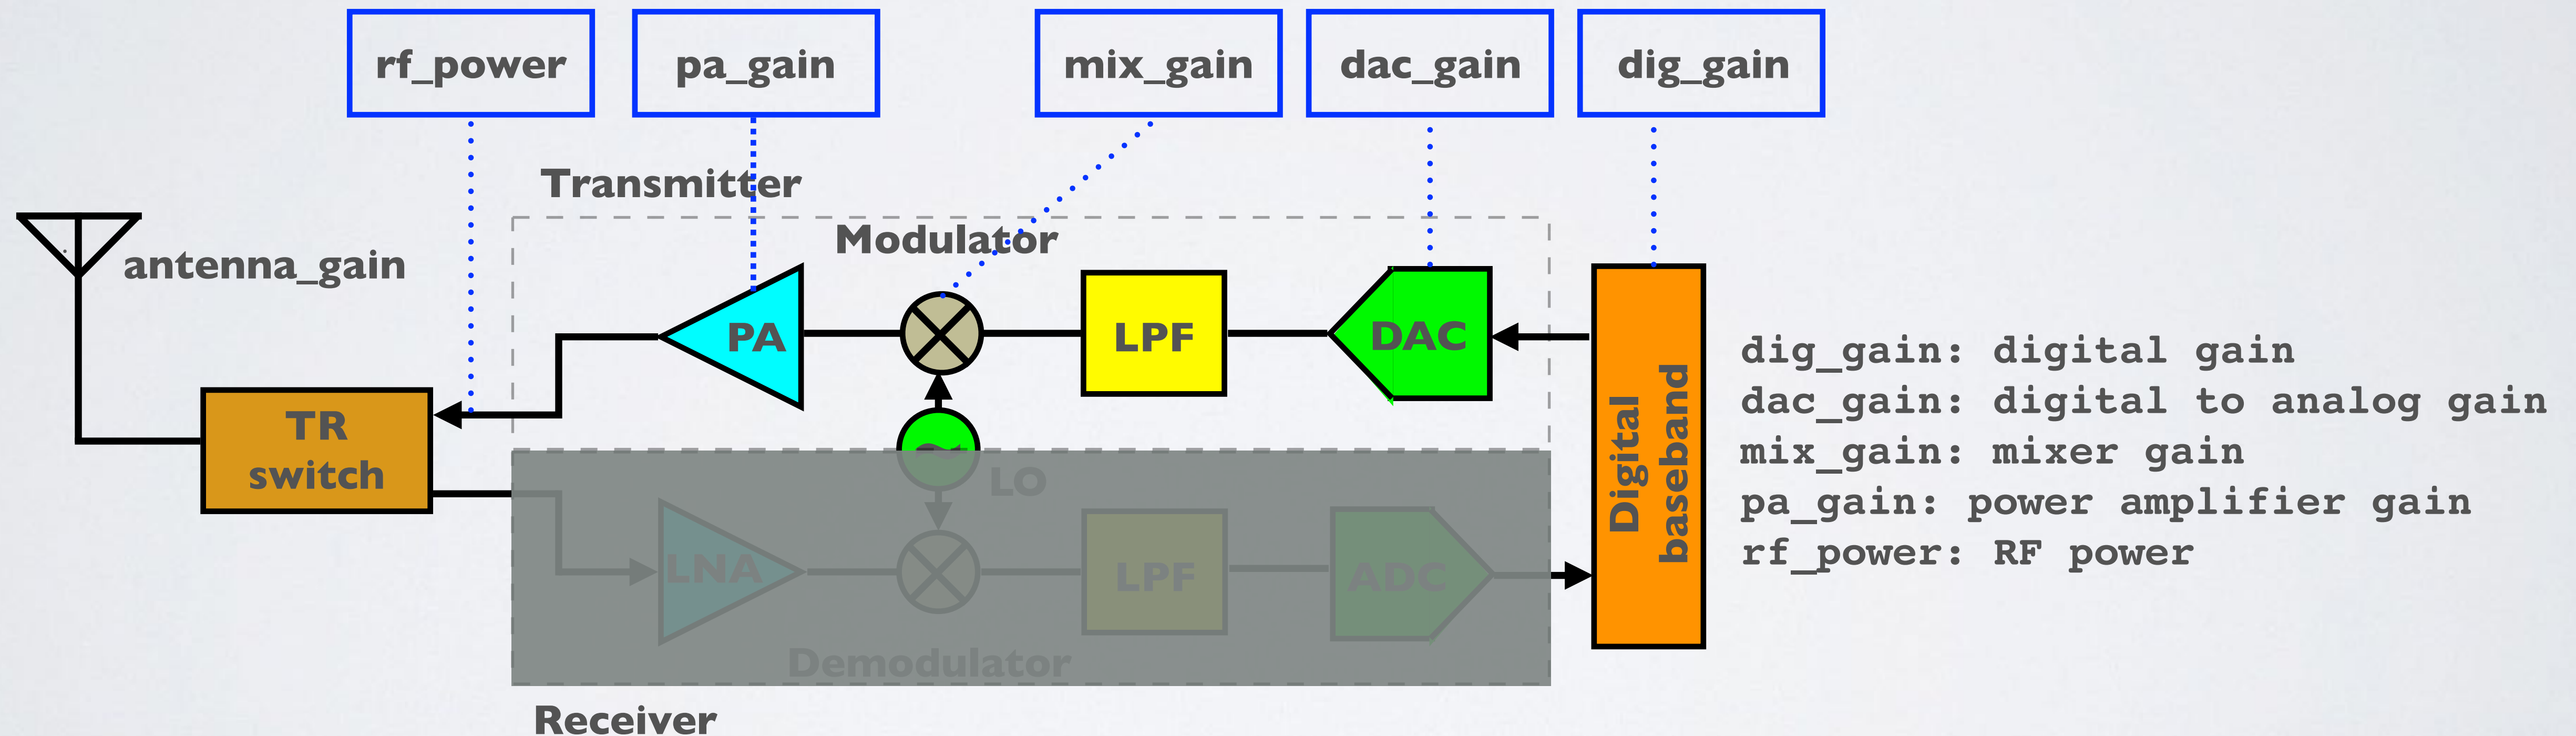 rf_power
pa_gain
mix_gain
dac_gain
dig_gain
Transmitter
Modulator
antenna_gain
PA
LPF
DAC
TR
switch
Digital
baseband
LO
LNA
LPF
ADC
Demodulator
Receiver
dig_gain: digital gain
dac_gain: digital to analog gain
mix_gain: mixer gain
pa_gain: power amplifier gain
rf_power: RF power